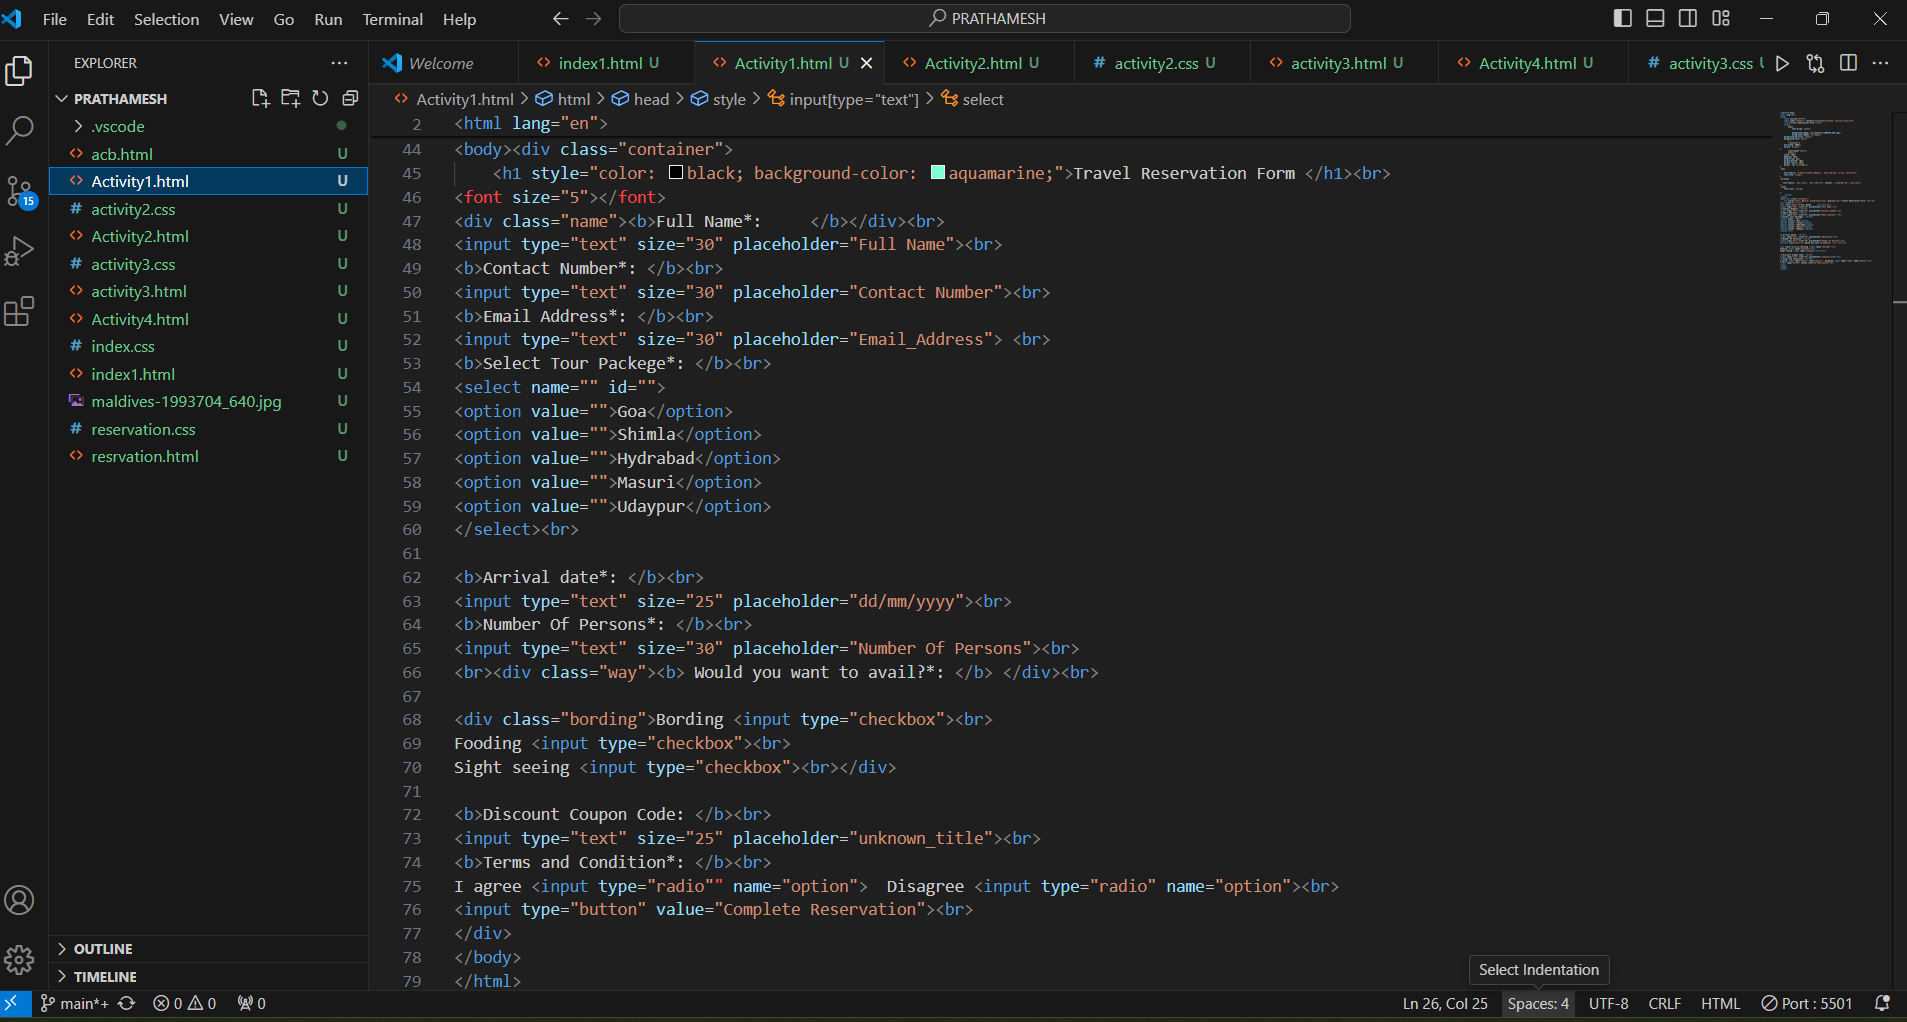 File Edit Selection View Go Run Terminal Help PRATHAMESH
EXPLORER
Welcome index1.html U Activity1.html U Activity2.html U activity2.css U activity3.html U Activity4.html U activity3.css
PRATHAMESH
Activity1.html > html > head > style > input[type="text"] > select
.vscode
acb.html U
Activity1.html U
activity2.css U
Activity2.html U
activity3.css U
activity3.html U
Activity4.html U
index.css U
index1.html U
maldives-1993704_640.jpg U
reservation.css U
resrvation.html U
15
OUTLINE
TIMELINE
2 <html lang="en">
44 <body><div class="container">
45 <h1 style="color: black; background-color: aquamarine;">Travel Reservation Form </h1><br>
46 <font size="5"></font>
47 <div class="name"><b>Full Name*:     </b></div><br>
48 <input type="text" size="30" placeholder="Full Name"><br>
49 <b>Contact Number*: </b><br>
50 <input type="text" size="30" placeholder="Contact Number"><br>
51 <b>Email Address*: </b><br>
52 <input type="text" size="30" placeholder="Email_Address"> <br>
53 <b>Select Tour Packege*: </b><br>
54 <select name="" id="">
55 <option value="">Goa</option>
56 <option value="">Shimla</option>
57 <option value="">Hydrabad</option>
58 <option value="">Masuri</option>
59 <option value="">Udaypur</option>
60 </select><br>
61
62 <b>Arrival date*: </b><br>
63 <input type="text" size="25" placeholder="dd/mm/yyyy"><br>
64 <b>Number Of Persons*: </b><br>
65 <input type="text" size="30" placeholder="Number Of Persons"><br>
66 <br><div class="way"><b> Would you want to avail?*: </b> </div><br>
67
68 <div class="bording">Bording <input type="checkbox"><br>
69 Fooding <input type="checkbox"><br>
70 Sight seeing <input type="checkbox"><br></div>
71
72 <b>Discount Coupon Code: </b><br>
73 <input type="text" size="25" placeholder="unknown_title"><br>
74 <b>Terms and Condition*: </b><br>
75 I agree <input type="radio"" name="option">  Disagree <input type="radio" name="option"><br>
76 <input type="button" value="Complete Reservation"><br>
77 </div>
78 </body>
79 </html>
Select Indentation
main*+ 0 0 0 Ln 26, Col 25 Spaces: 4 UTF-8 CRLF HTML Port : 5501